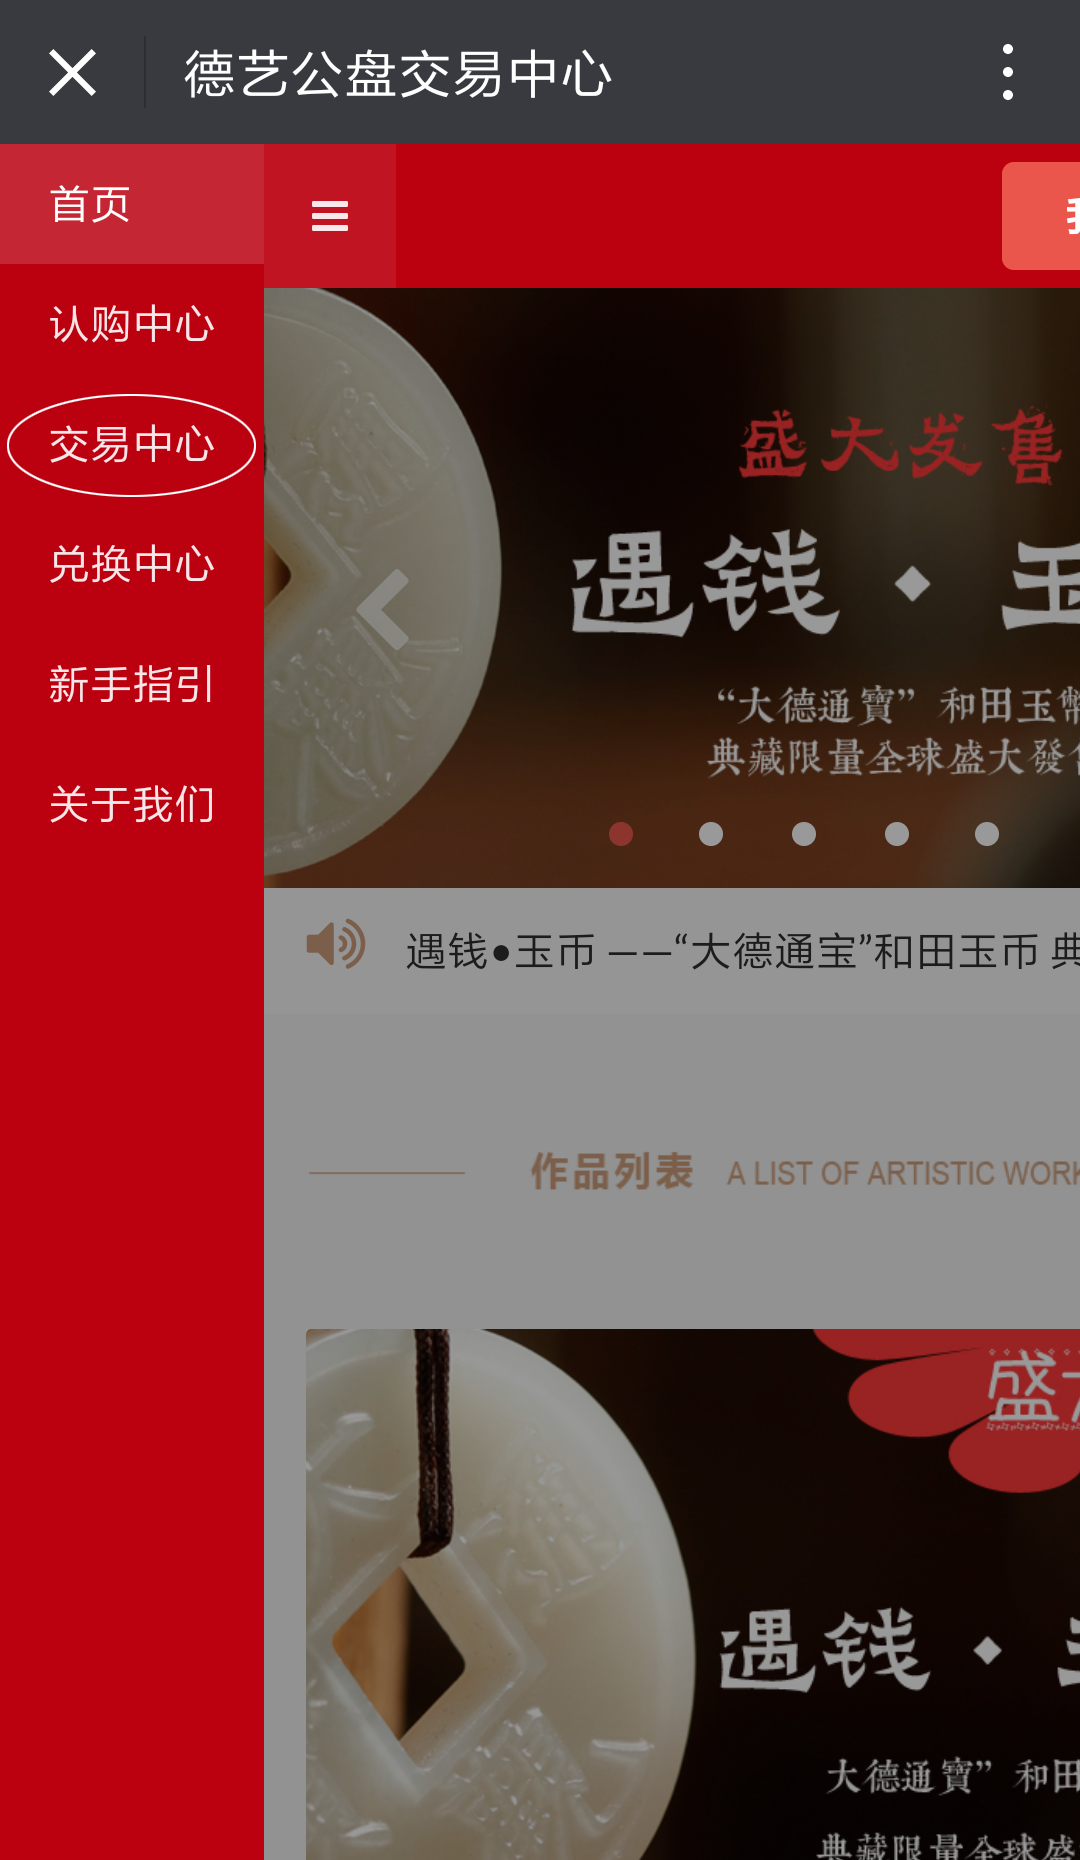 德艺公盘交易中心
首页
认购中心
交易中心
兑换中心
新手指引
关于我们
盛大发售
遇钱·玉
“大德通寶”和田玉幣
典藏限量全球盛大發售
遇钱●玉币 ——“大德通宝”和田玉币 典
作品列表 A LIST OF ARTISTIC WORK
盛大
遇钱·
大德通寶”和田
典藏限量全球盛